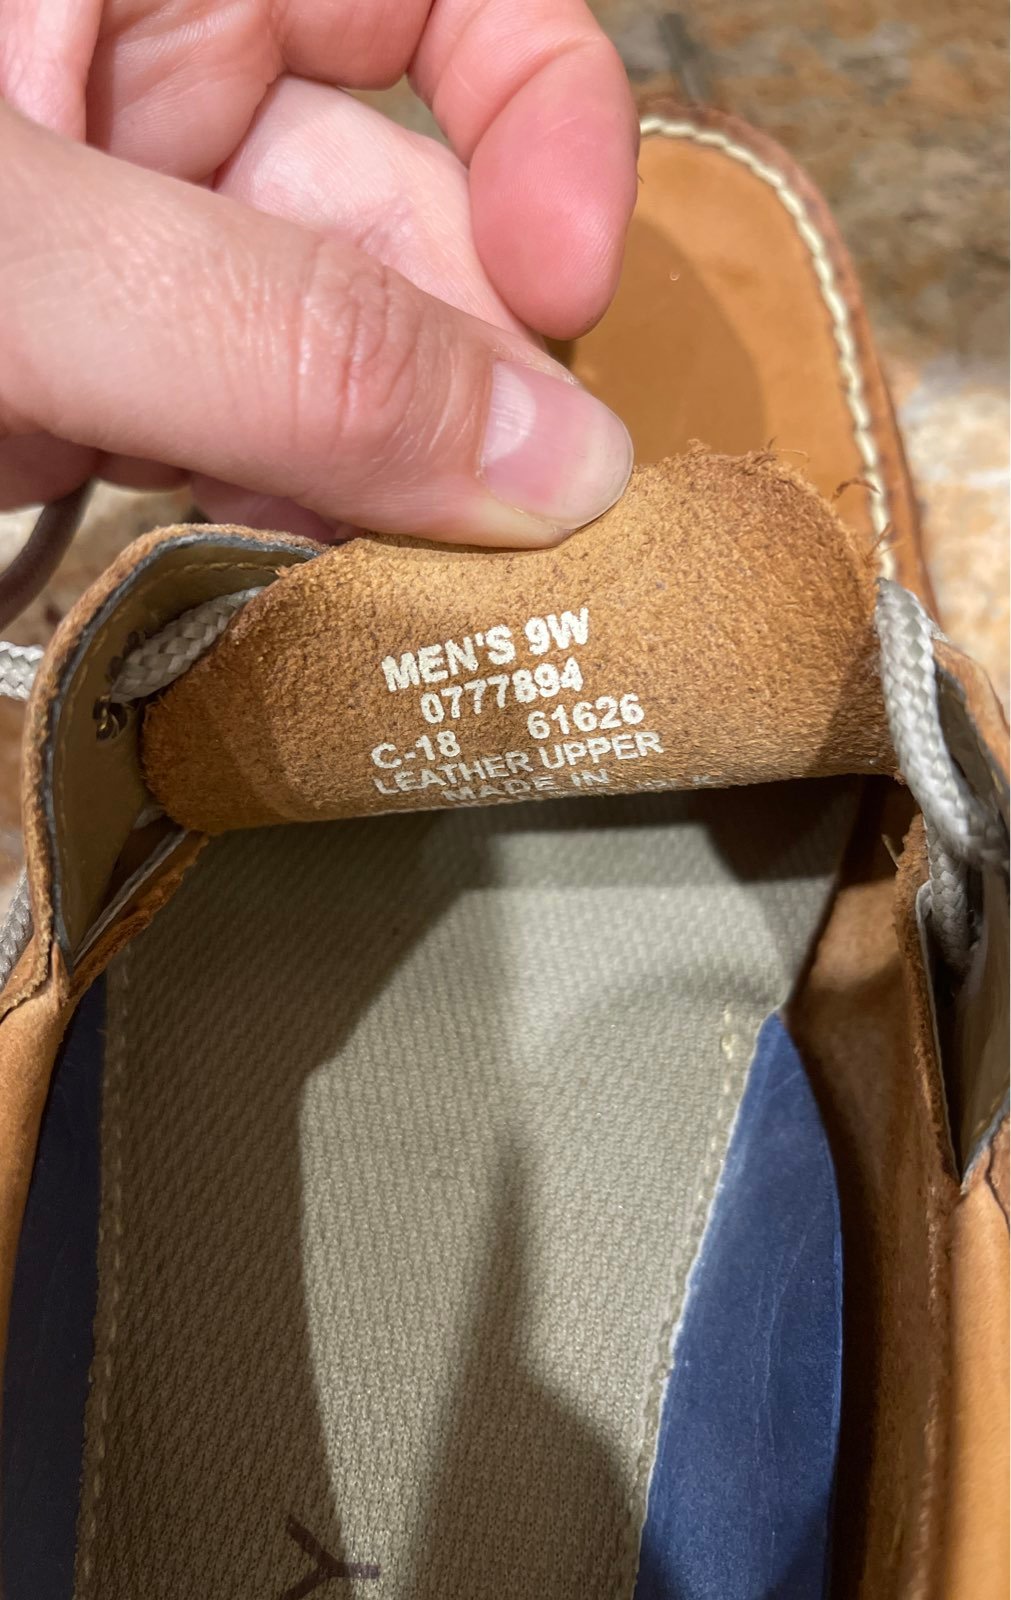 MEN'S 9W
0777894
C-18 61626
LEATHER UPPER
MADE IN